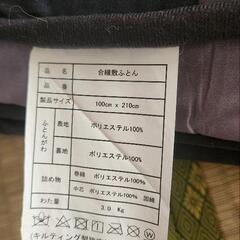 品名 合繊敷ふとん
品番
製品サイズ 100cm × 210cm
ふとんがわ
表地 ポリエステル100%
裏地 ポリエステル100%
詰め物 巻綿 ポリエステル100%
中芯 ポリエステル100% 固綿
わた量 3.0 Kg
(キルティング製